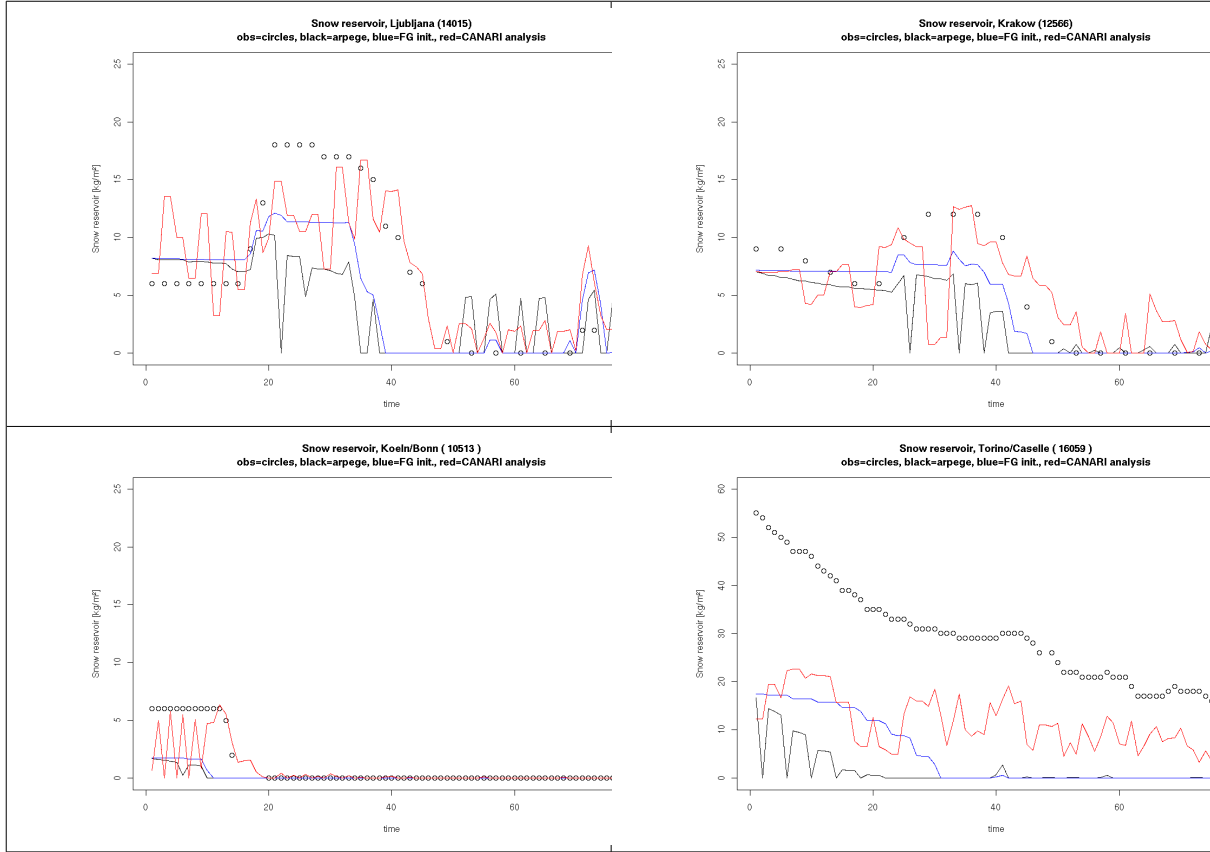 Snow reservoir, Ljubljana (14015)
obs=circles, black=arpege, blue=FG init., red=CANARI analysis
Snow reservoir [kg/m²]
0
5
10
15
20
25
0
20
40
60
time
Snow reservoir, Krakow (12566)
obs=circles, black=arpege, blue=FG init., red=CANARI analysis
Snow reservoir [kg/m²]
0
5
10
15
20
25
0
20
40
60
time
Snow reservoir, Koeln/Bonn ( 10513 )
obs=circles, black=arpege, blue=FG init., red=CANARI analysis
Snow reservoir [kg/m²]
0
5
10
15
20
25
0
20
40
60
time
Snow reservoir, Torino/Caselle ( 16059 )
obs=circles, black=arpege, blue=FG init., red=CANARI analysis
Snow reservoir [kg/m²]
0
10
20
30
40
50
60
0
20
40
60
time